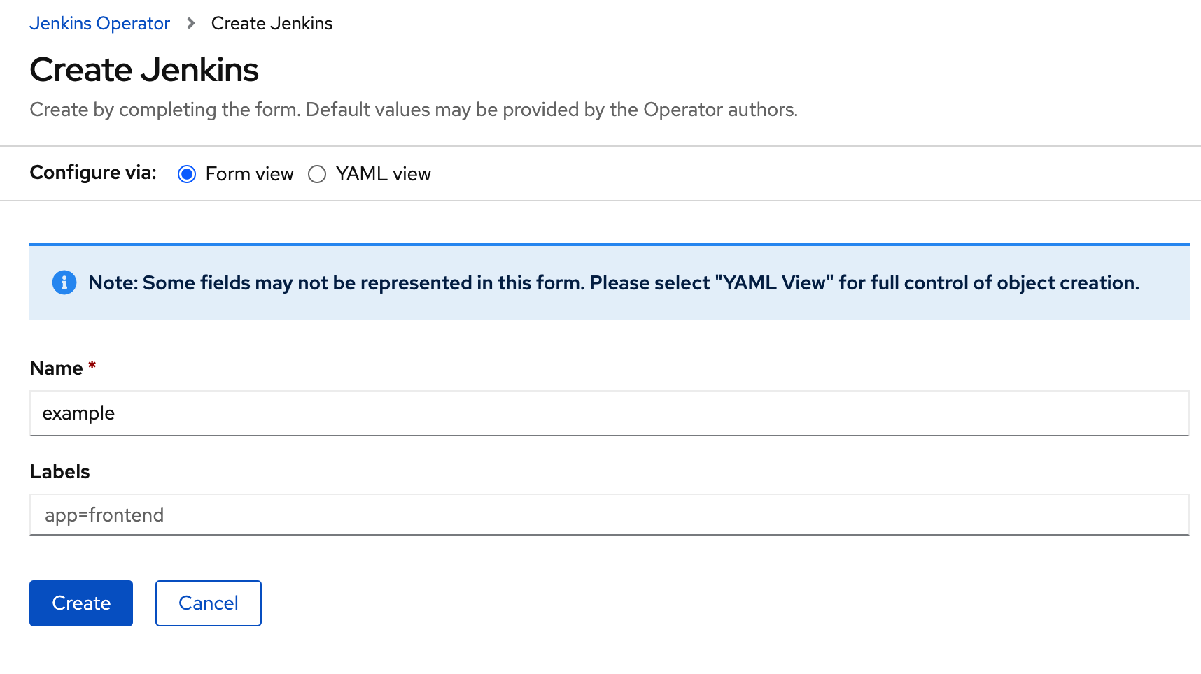 Jenkins Operator > Create Jenkins
Create Jenkins
Create by completing the form. Default values may be provided by the Operator authors.
Configure via: Form view YAML view
Note: Some fields may not be represented in this form. Please select "YAML View" for full control of object creation.
Name *
example
Labels
app=frontend
Create Cancel